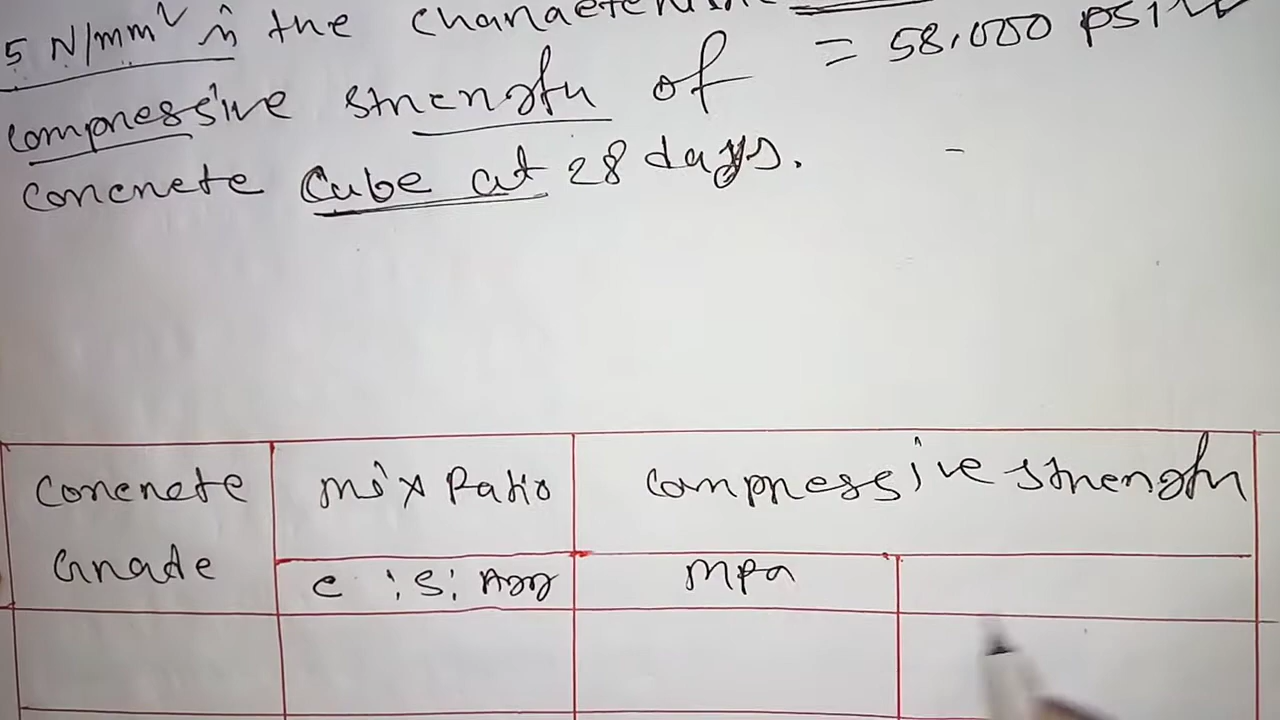 5 N/mm² is the characteristic
= 58,000 psi
compressive strength of
concrete cube at 28 days.
Concrete Grade
Mix Ratio
compressive strength
C : S : Agg
MPa